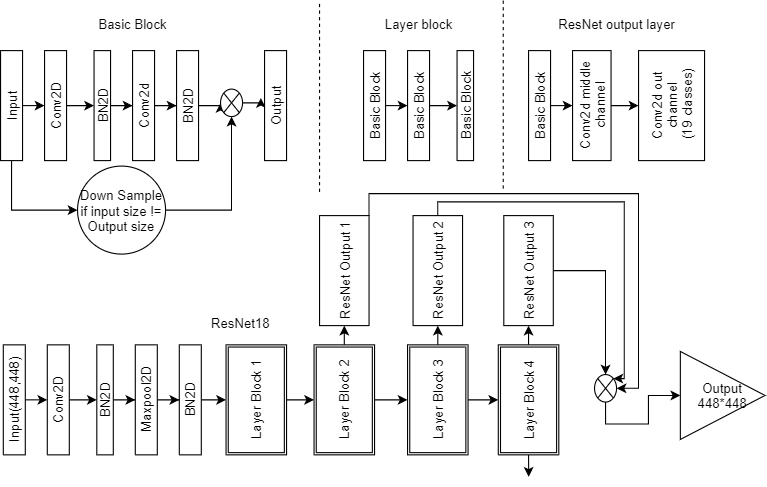 Basic Block
Layer block
ResNet output layer
Input
Conv2D
BN2D
Conv2d
BN2D
Output
Down Sample
if input size !=
Output size
Basic Block
Basic Block
Basic Block
Basic Block
Conv2d middle
channel
Conv2d out
channel
(19 classes)
ResNet Output 1
ResNet Output 2
ResNet Output 3
ResNet18
Input(448,448)
Conv2D
BN2D
Maxpool2D
BN2D
Layer Block 1
Layer Block 2
Layer Block 3
Layer Block 4
Output
448*448